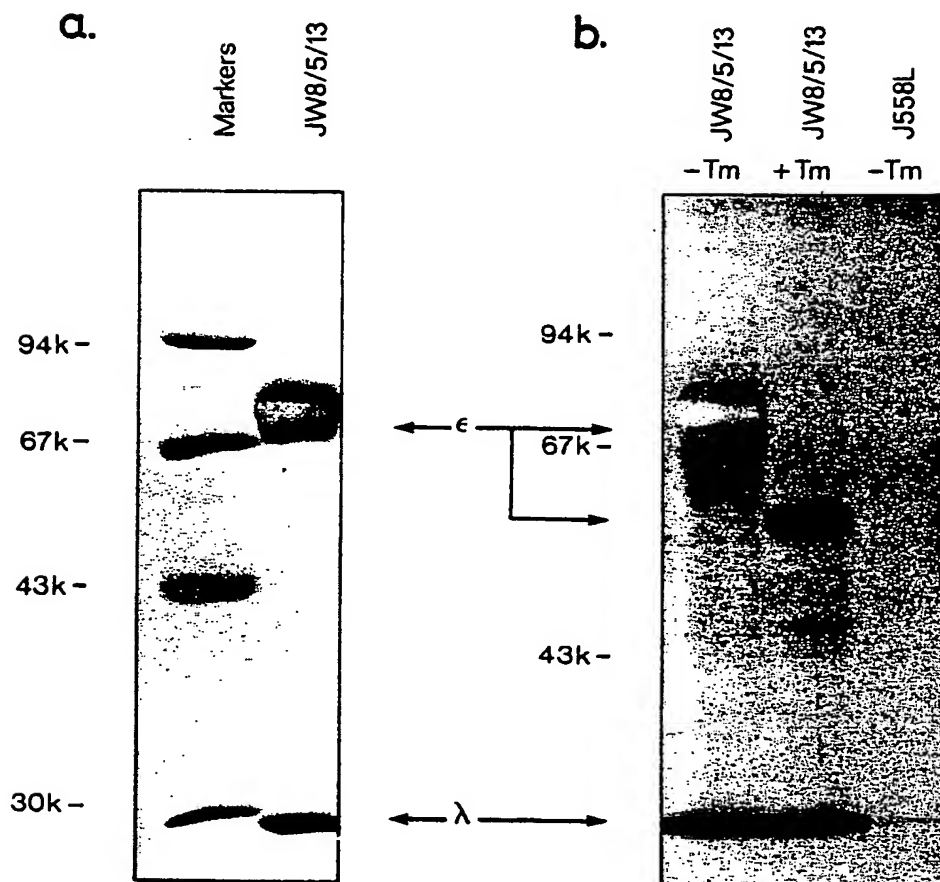 a.
Markers
JW8/5/13
94k-
67k-
43k-
30k-
ϵ
λ
b.
JW8/5/13
JW8/5/13
J558L
-Tm
+Tm
-Tm
94k-
67k-
43k-